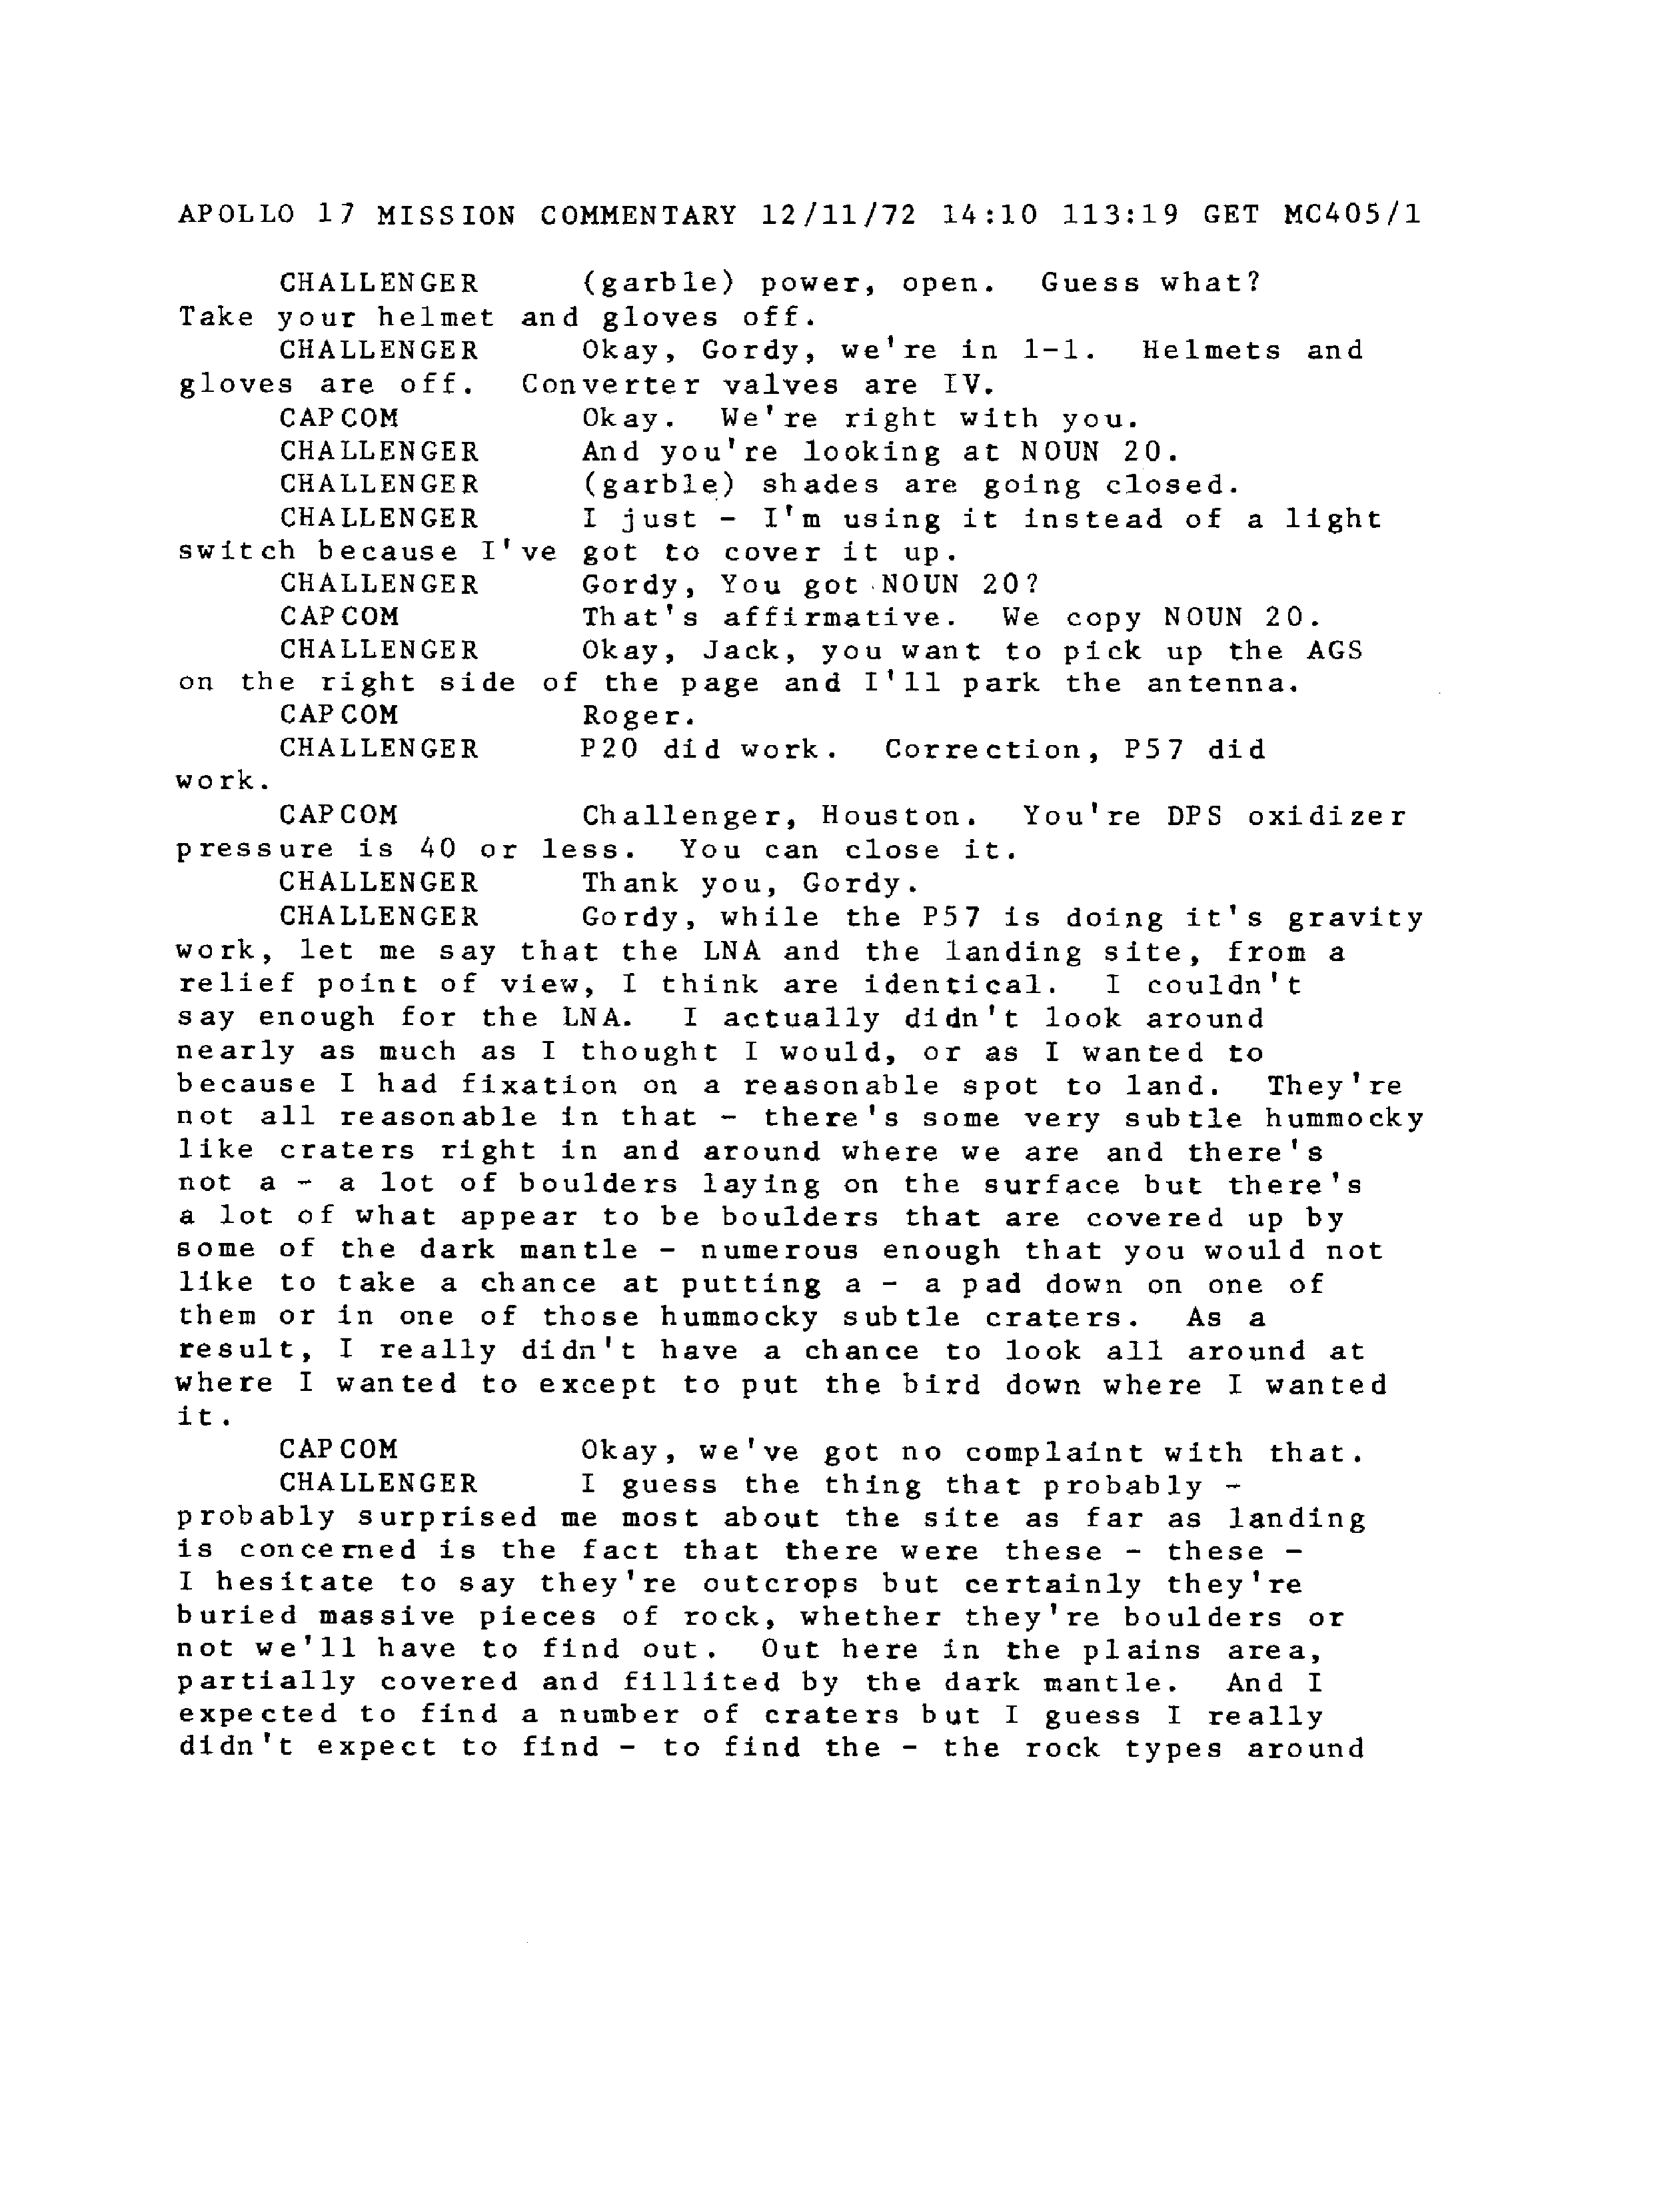 APOLLO 17 MISSION COMMENTARY 12/11/72 14:10 113:19 GET MC405/1
CHALLENGER (garble) power, open. Guess what?
Take your helmet and gloves off.
CHALLENGER Okay, Gordy, we're in 1-1. Helmets and
gloves are off. Converter valves are IV.
CAPCOM Okay. We're right with you.
CHALLENGER And you're looking at NOUN 20.
CHALLENGER (garble) shades are going closed.
CHALLENGER I just - I'm using it instead of a light
switch because I've got to cover it up.
CHALLENGER Gordy, You got NOUN 20?
CAPCOM That's affirmative. We copy NOUN 20.
CHALLENGER Okay, Jack, you want to pick up the AGS
on the right side of the page and I'll park the antenna.
CAPCOM Roger.
CHALLENGER P20 did work. Correction, P57 did
work.
CAPCOM Challenger, Houston. You're DPS oxidizer
pressure is 40 or less. You can close it.
CHALLENGER Thank you, Gordy.
CHALLENGER Gordy, while the P57 is doing it's gravity
work, let me say that the LNA and the landing site, from a
relief point of view, I think are identical. I couldn't
say enough for the LNA. I actually didn't look around
nearly as much as I thought I would, or as I wanted to
because I had fixation on a reasonable spot to land. They're
not all reasonable in that - there's some very subtle hummocky
like craters right in and around where we are and there's
not a - a lot of boulders laying on the surface but there's
a lot of what appear to be boulders that are covered up by
some of the dark mantle - numerous enough that you would not
like to take a chance at putting a - a pad down on one of
them or in one of those hummocky subtle craters. As a
result, I really didn't have a chance to look all around at
where I wanted to except to put the bird down where I wanted
it.
CAPCOM Okay, we've got no complaint with that.
CHALLENGER I guess the thing that probably -
probably surprised me most about the site as far as landing
is concerned is the fact that there were these - these -
I hesitate to say they're outcrops but certainly they're
buried massive pieces of rock, whether they're boulders or
not we'll have to find out. Out here in the plains area,
partially covered and fillited by the dark mantle. And I
expected to find a number of craters but I guess I really
didn't expect to find - to find the - the rock types around